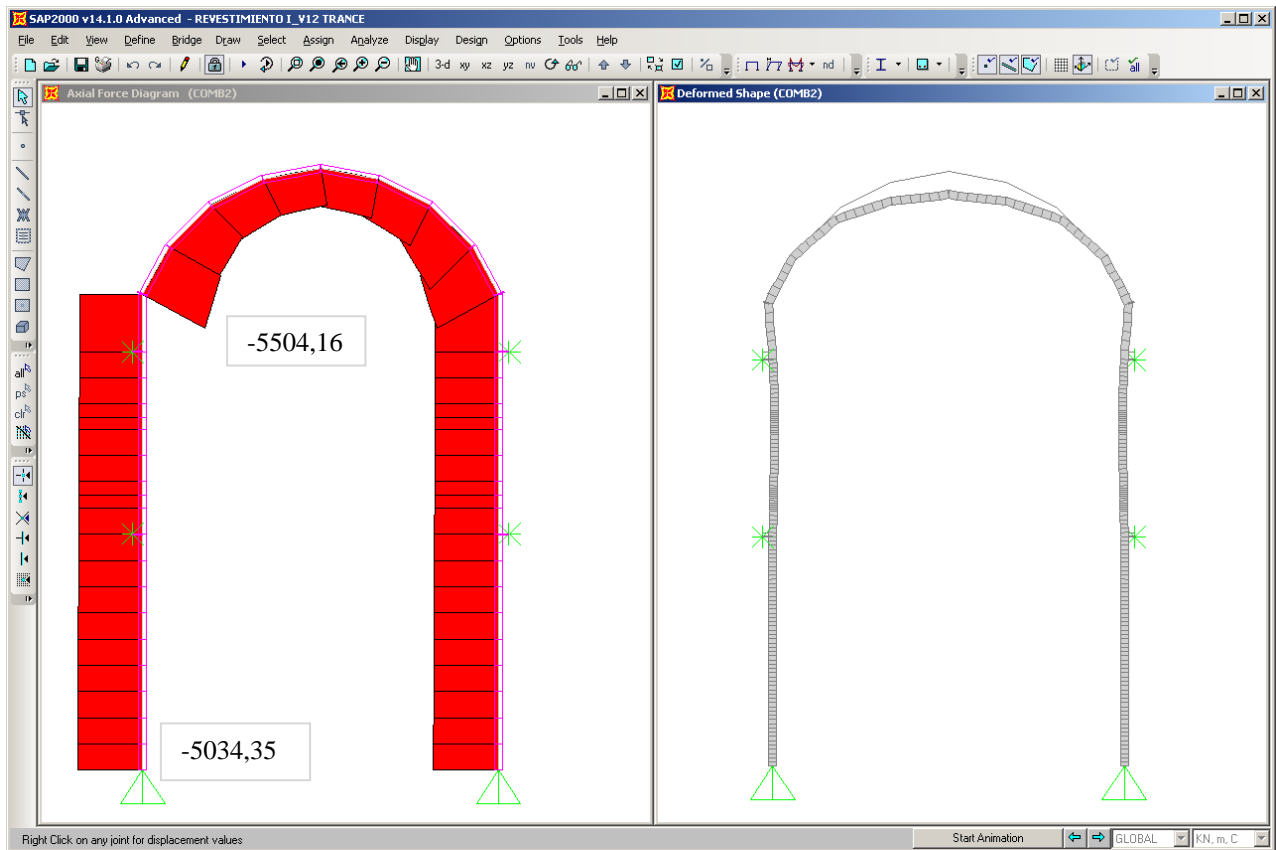 SAP2000 v14.1.0 Advanced - REVESTIMIENTO I_V12 TRANCE
File Edit View Define Bridge Draw Select Assign Analyze Display Design Options Tools Help
3-d xy xz yz nv nd all
Axial Force Diagram (COMB2)
Deformed Shape (COMB2)
all
ps
clr
-5504,16
-5034,35
Right Click on any joint for displacement values
Start Animation
GLOBAL
KN, m, C